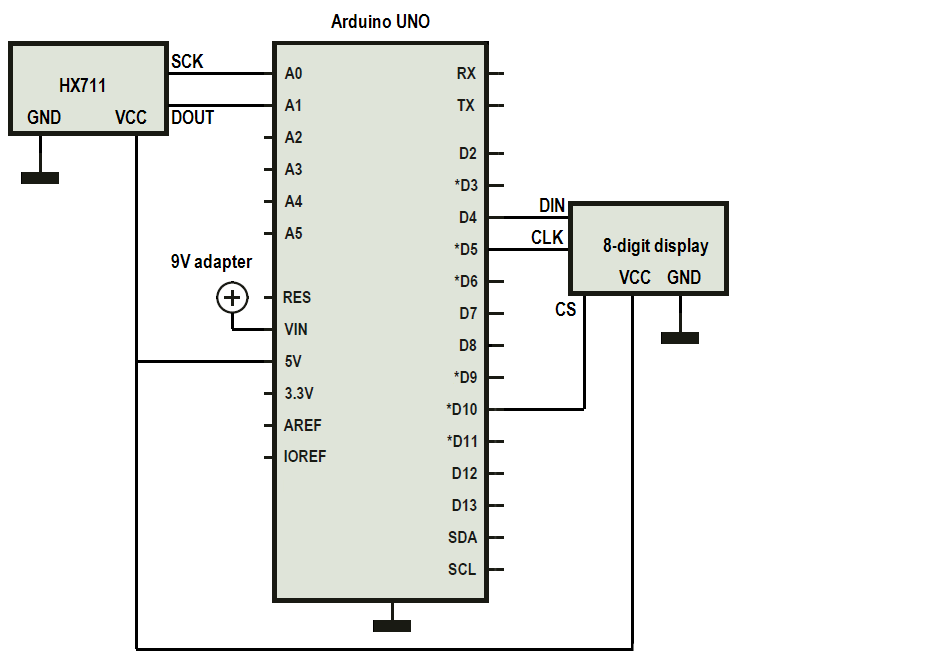 Arduino UNO
HX711
GND
VCC
SCK
DOUT
9V adapter
A0
A1
A2
A3
A4
A5
RES
VIN
5V
3.3V
AREF
IOREF
RX
TX
D2
*D3
D4
*D5
*D6
D7
D8
*D9
*D10
*D11
D12
D13
SDA
SCL
DIN
CLK
CS
8-digit display
VCC GND